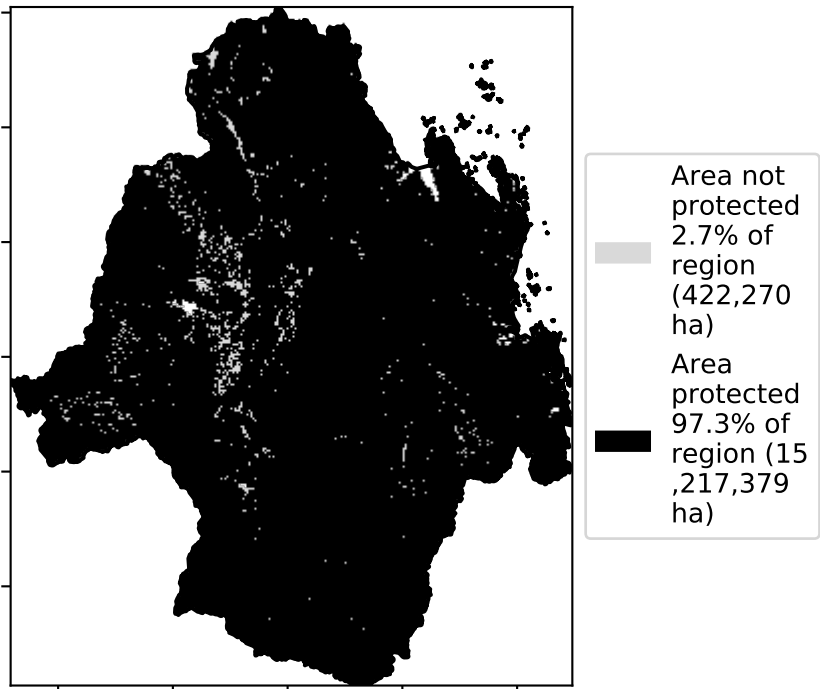 Area not
protected
2.7% of
region
(422,270
ha)
Area
protected
97.3% of
region (15
,217,379
ha)